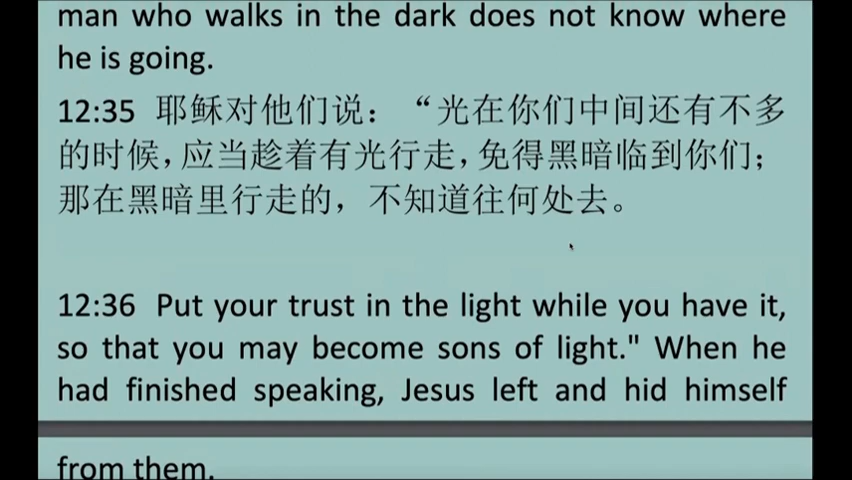 man who walks in the dark does not know where
he is going.
12:35 耶稣对他们说：“光在你们中间还有不多
的时候，应当趁着有光行走，免得黑暗临到你们；
那在黑暗里行走的，不知道往何处去。
12:36 Put your trust in the light while you have it,
so that you may become sons of light." When he
had finished speaking, Jesus left and hid himself
from them.